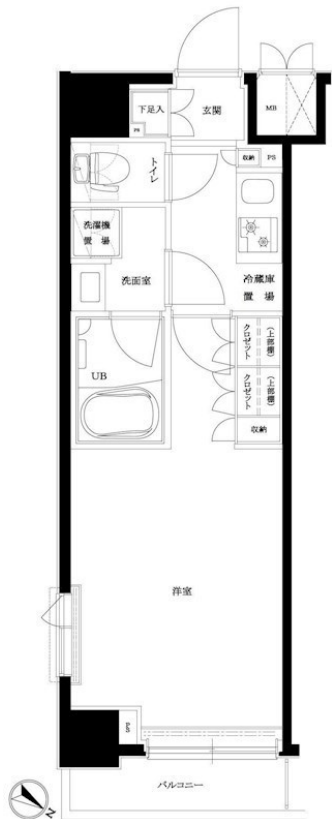 下足入
玄関
MB
PS
収納
PS
トイレ
洗濯機
置場
洗面室
冷蔵庫
置場
クロゼット
(上部棚)
クロゼット
(上部棚)
UB
収納
洋室
SPS
バルコニー
N